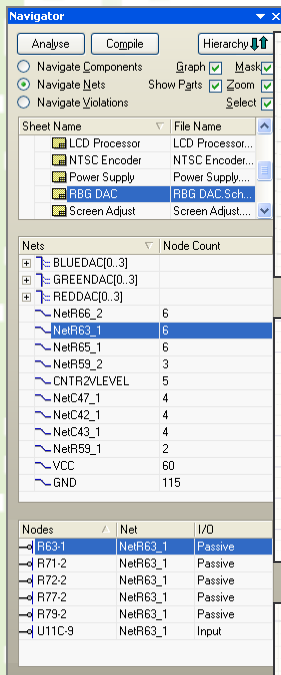 Navigator
Analyse Compile Hierarchy
Navigate Components Graph Mask
Navigate Nets Show Parts Zoom
Navigate Violations Select
Sheet Name File Name
LCD Processor LCD Processor...
NTSC Encoder NTSC Encoder...
Power Supply Power Supply....
RBG DAC RBG DAC.Sch...
Screen Adjust Screen Adjust....
Nets Node Count
BLUEDAC[0..3]
GREENDAC[0..3]
REDDAC[0..3]
NetR66_2 6
NetR63_1 6
NetR65_1 6
NetR59_2 3
CNTR2VLEVEL 5
NetC47_1 4
NetC42_1 4
NetC43_1 4
NetR59_1 2
VCC 60
GND 115
Nodes Net I/O
R63-1 NetR63_1 Passive
R71-2 NetR63_1 Passive
R72-2 NetR63_1 Passive
R77-2 NetR63_1 Passive
R79-2 NetR63_1 Passive
U11C-9 NetR63_1 Input